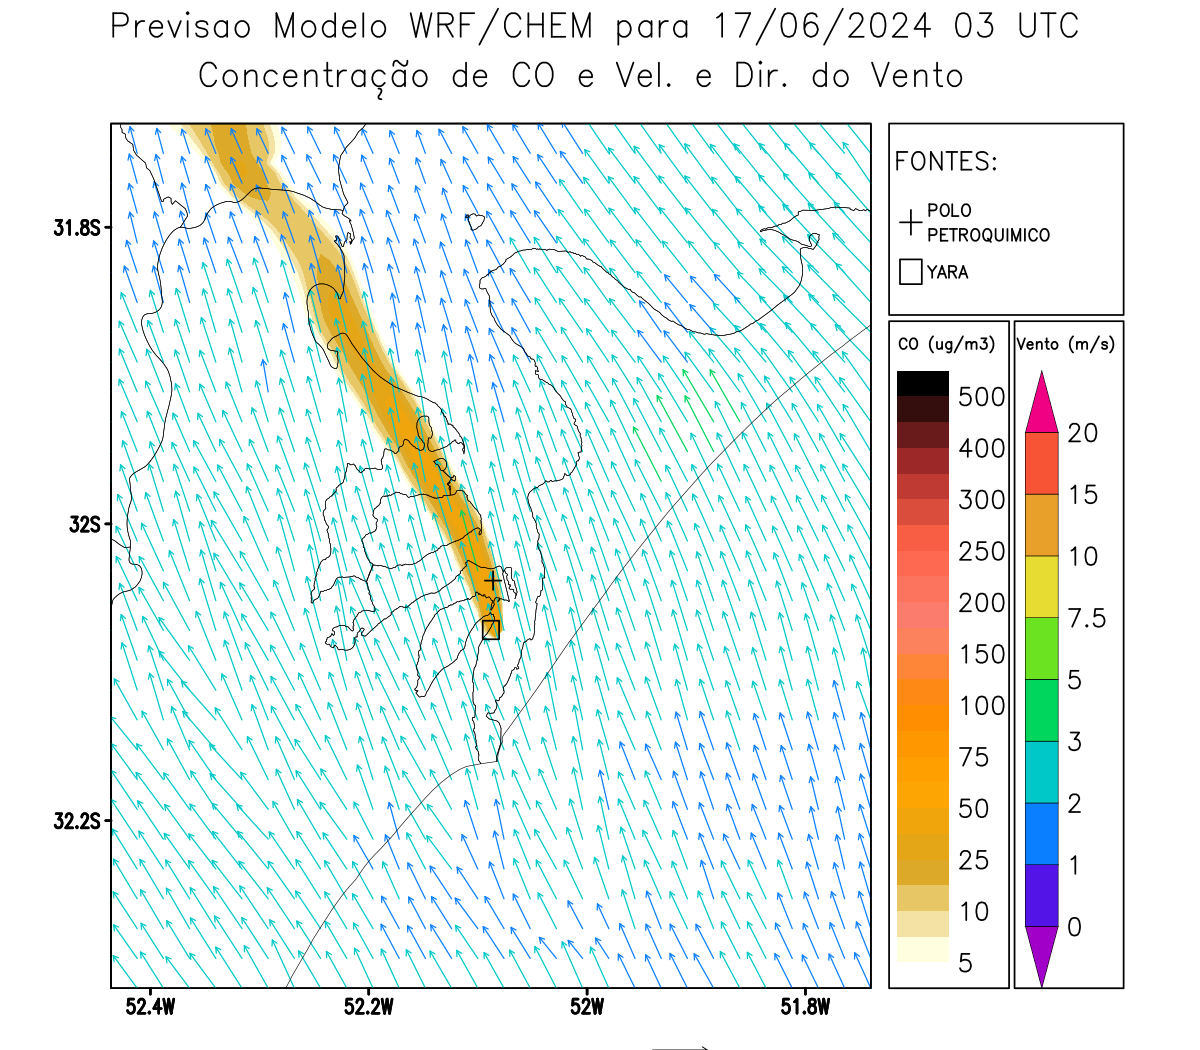 Previsao Modelo WRF/CHEM para 17/06/2024 03 UTC
Concentração de CO e Vel. e Dir. do Vento
FONTES:
POLO
PETROQUIMICO
YARA
CO (ug/m3)
500
400
300
250
200
150
100
75
50
25
10
5
Vento (m/s)
20
15
10
7.5
5
3
2
1
0
31.8S
32S
32.2S
52.4W
52.2W
52W
51.8W